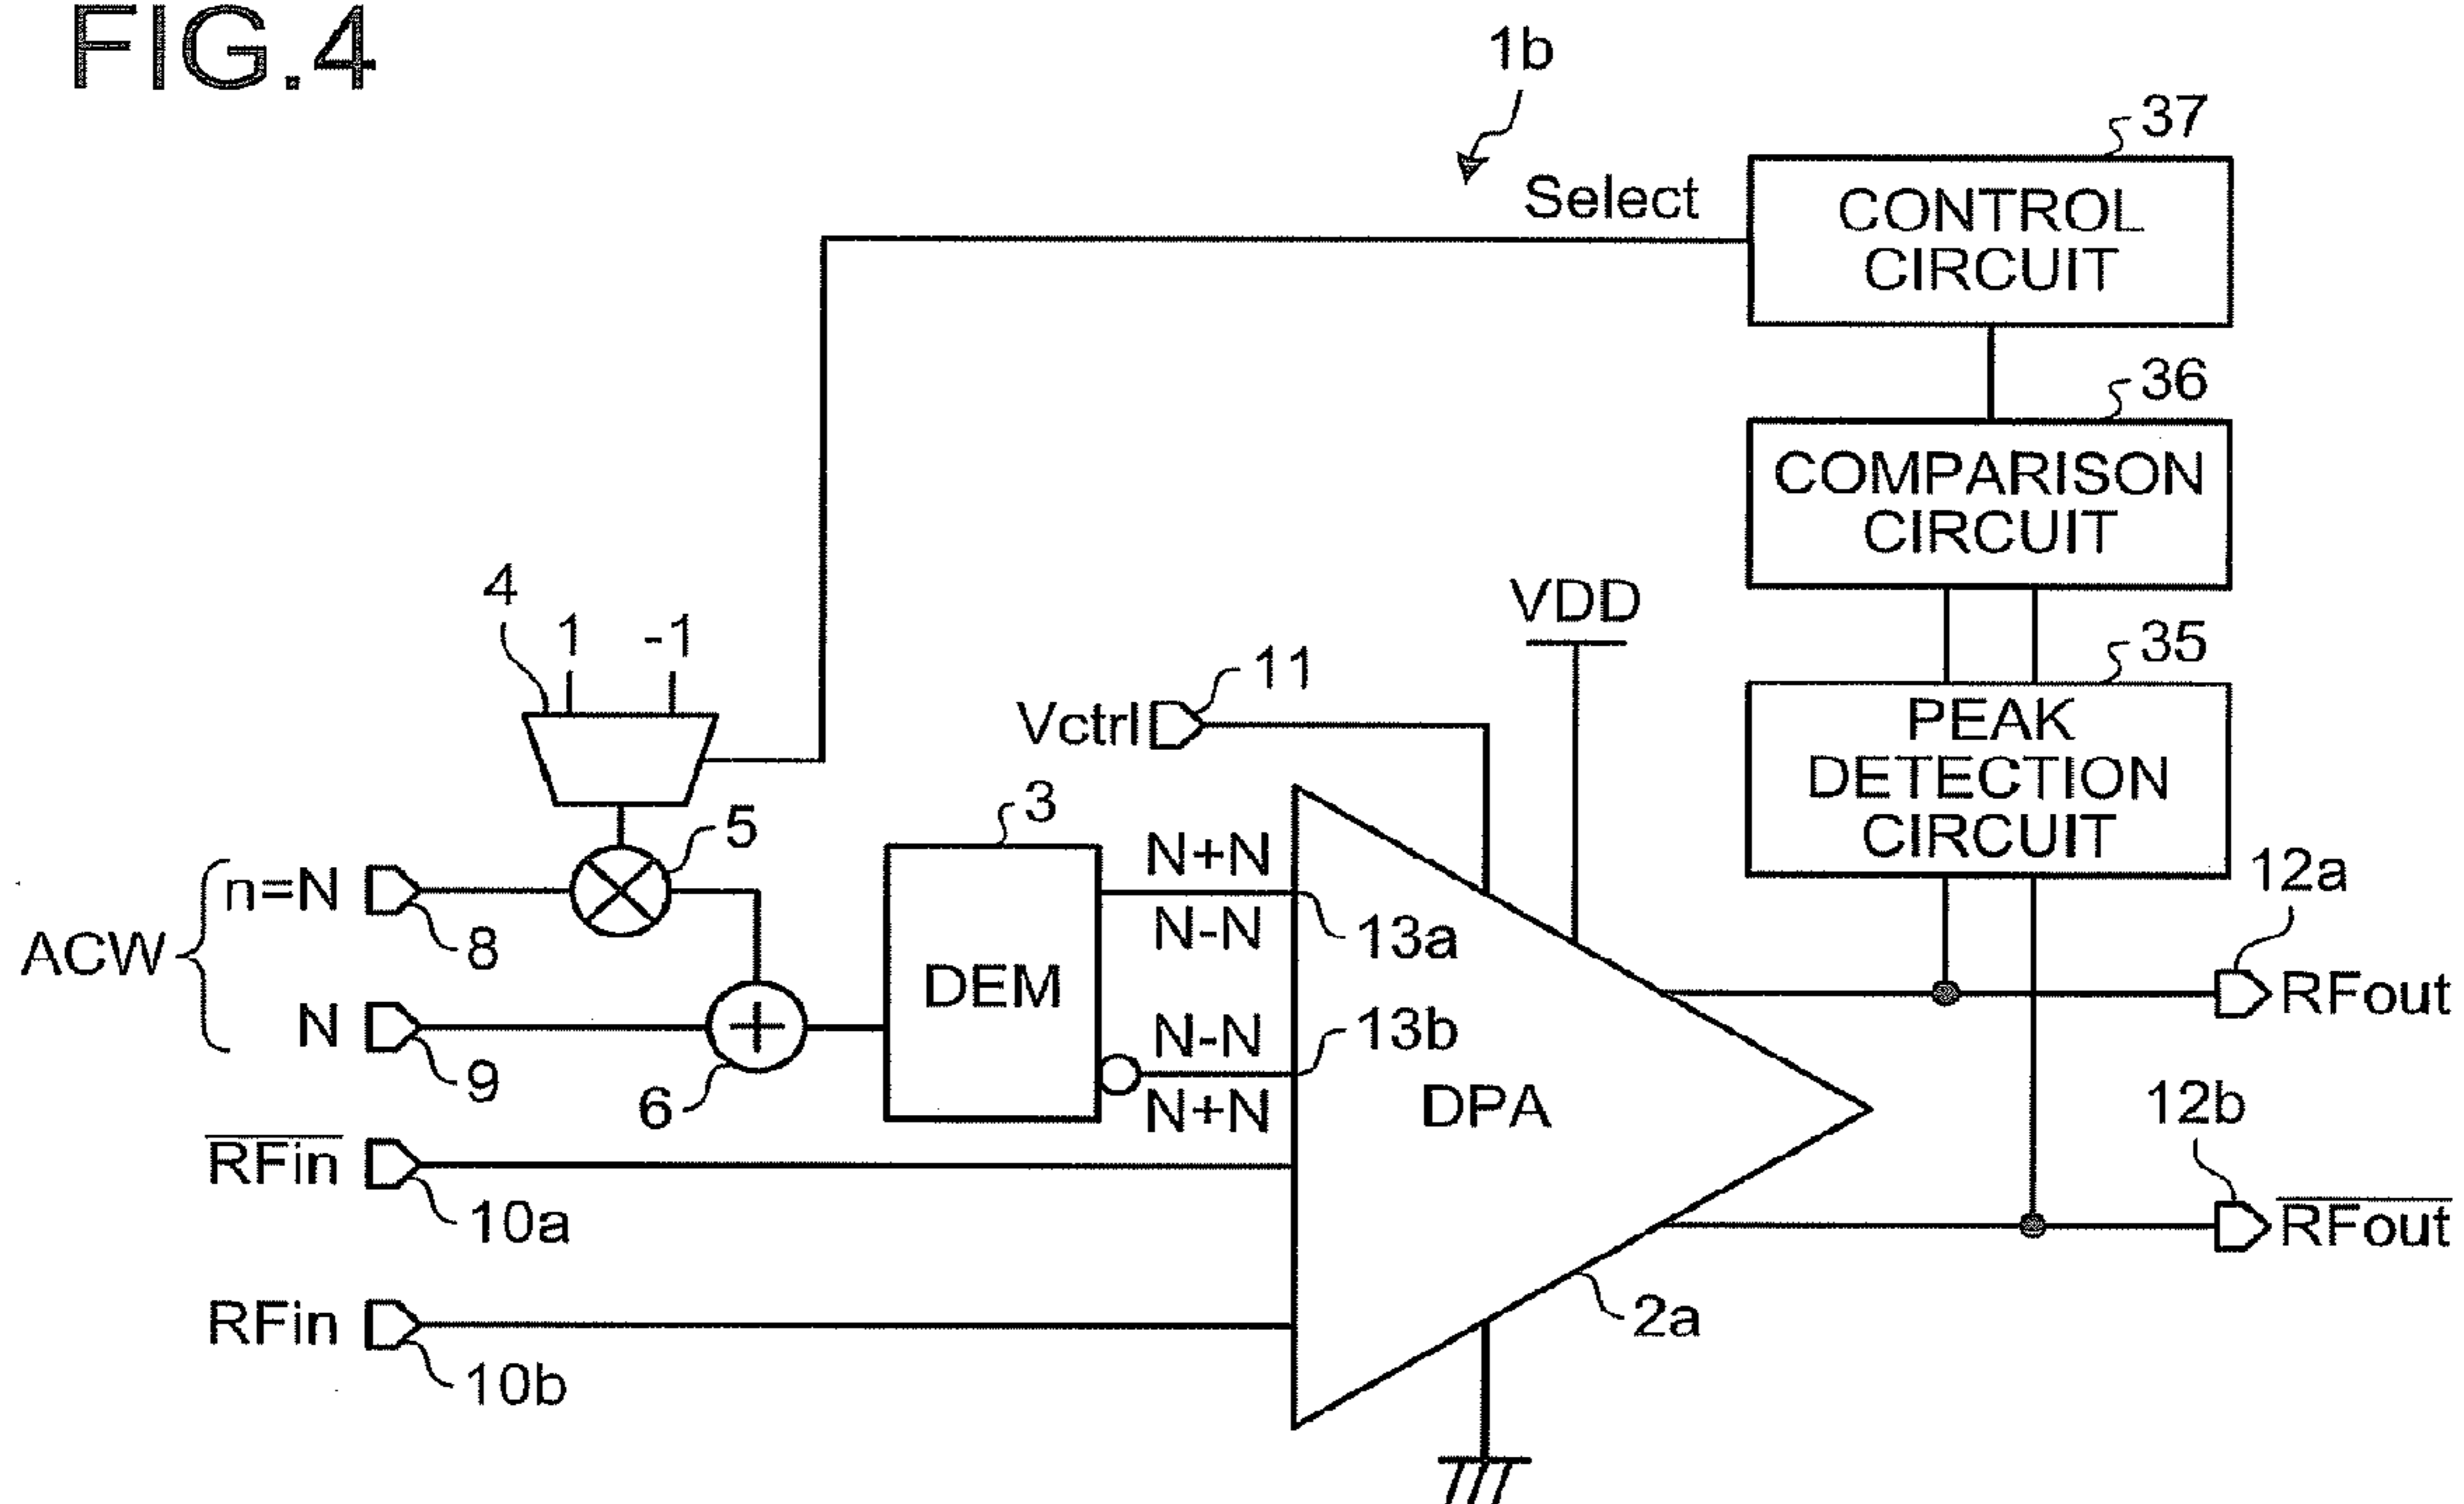 FIG.4
1b
37
Select
CONTROL
CIRCUIT
36
COMPARISON
CIRCUIT
4
1
-1
VDD
35
11
Vctrl
PEAK
DETECTION
CIRCUIT
3
5
N+N
12a
n=N
N-N
13a
8
ACW
DEM
RFout
N
N-N
13b
9
6
N+N
DPA
12b
RFin
10a
RFout
RFin
2a
10b